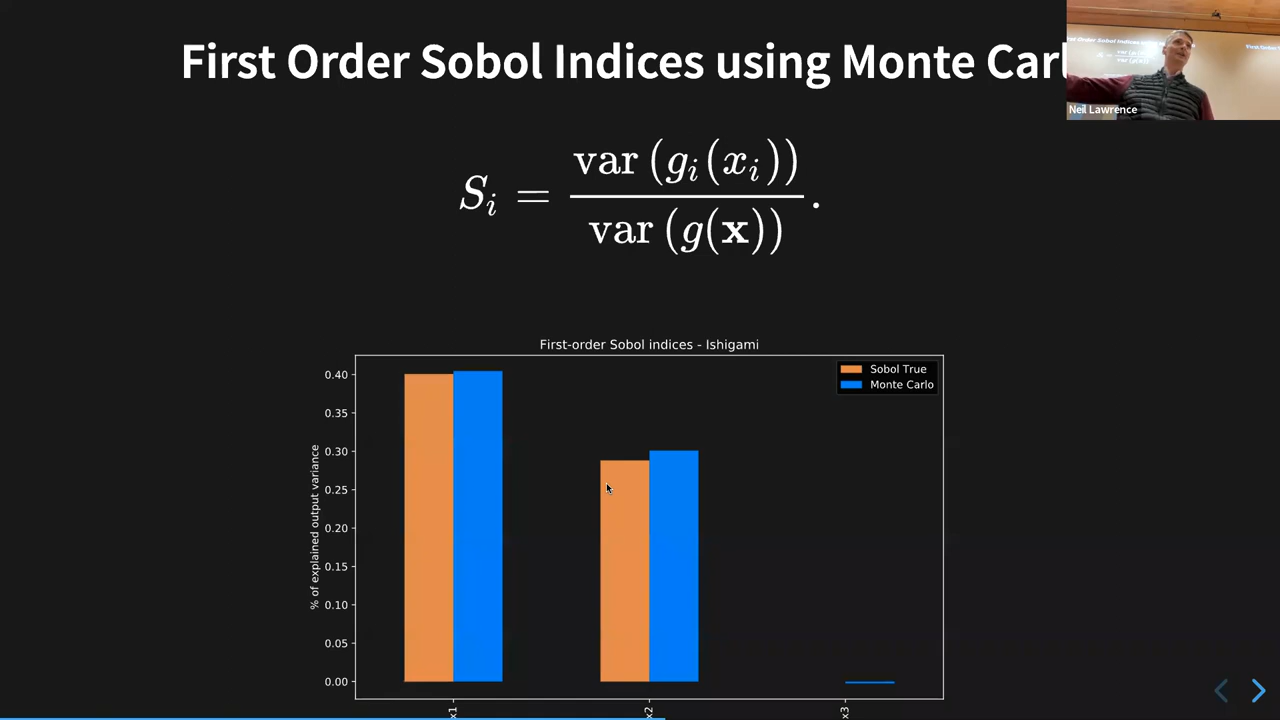 First Order Sobol Indices using Monte Carl
Neil Lawrence
S_i = var (g_i (x_i)) / var (g(x)) .
First-order Sobol indices - Ishigami
Sobol True
Monte Carlo
% of explained output variance
0.40
0.35
0.30
0.25
0.20
0.15
0.10
0.05
0.00
x1
x2
x3